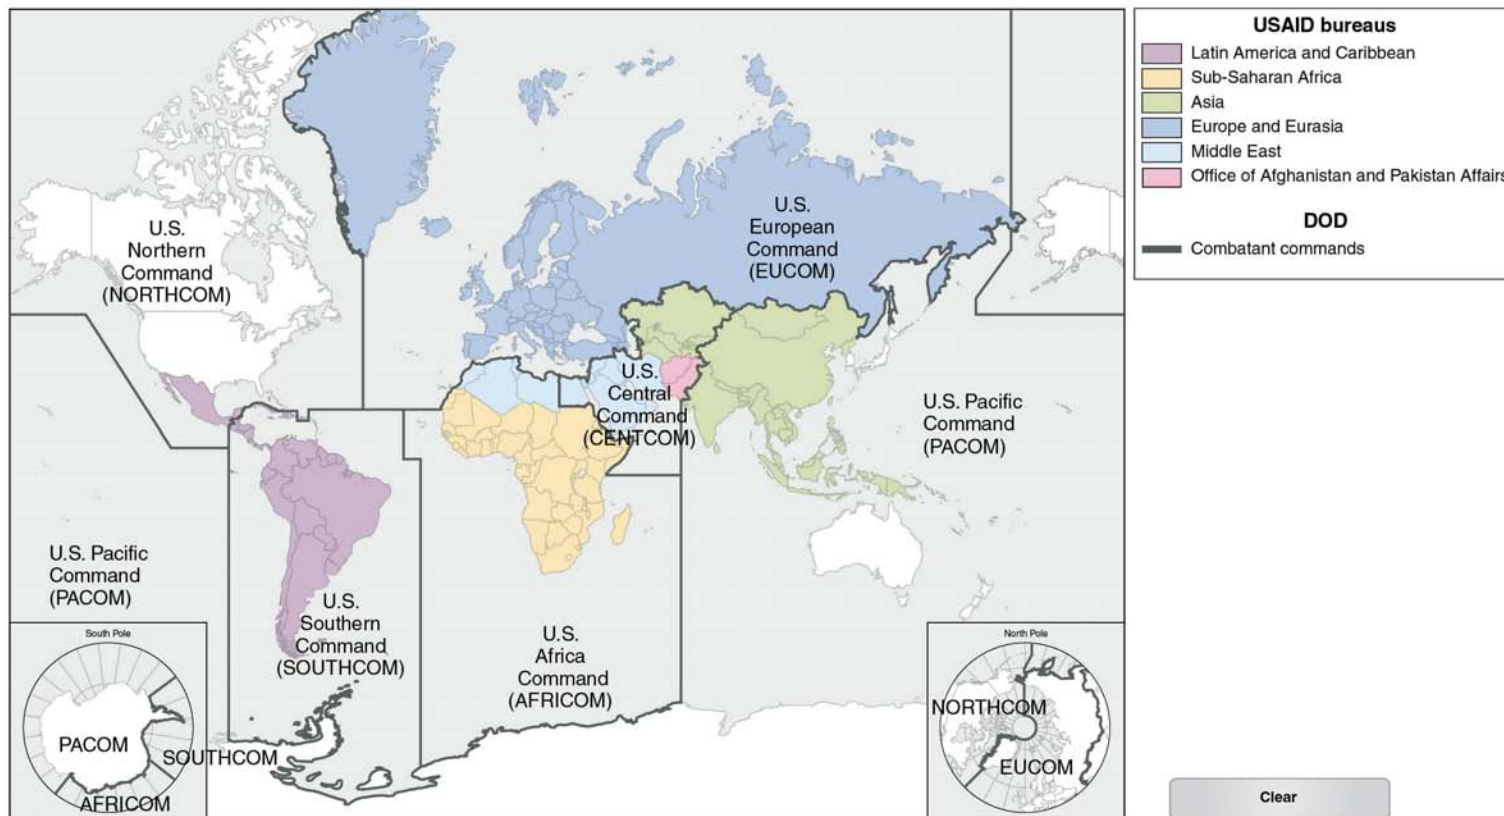 USAID bureaus
Latin America and Caribbean
Sub-Saharan Africa
Asia
Europe and Eurasia
Middle East
Office of Afghanistan and Pakistan Affairs
DOD
Combatant commands
U.S.
Northern
Command
(NORTHCOM)
U.S.
European
Command
(EUCOM)
U.S.
Central
Command
(CENTCOM)
U.S. Pacific
Command
(PACOM)
U.S. Pacific
Command
(PACOM)
U.S.
Southern
Command
(SOUTHCOM)
U.S.
Africa
Command
(AFRICOM)
South Pole
PACOM
SOUTHCOM
AFRICOM
North Pole
NORTHCOM
EUCOM
Clear